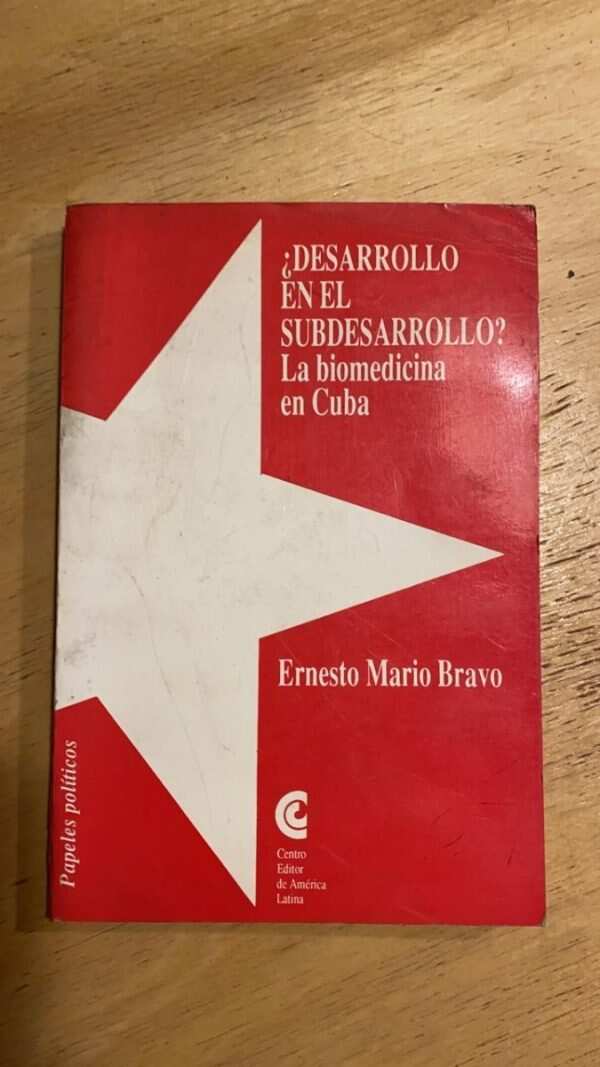 ¿DESARROLLO
EN EL
SUBDESARROLLO?
La biomedicina
en Cuba
Ernesto Mario Bravo
Papeles políticos
Centro
Editor
de América
Latina